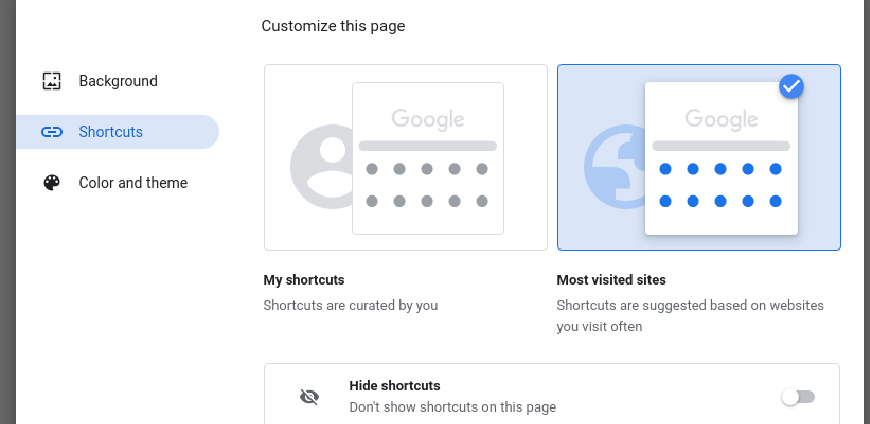 Customize this page
Background
Shortcuts
Color and theme
Google
Google
My shortcuts
Shortcuts are curated by you
Most visited sites
Shortcuts are suggested based on websites
you visit often
Hide shortcuts
Don't show shortcuts on this page